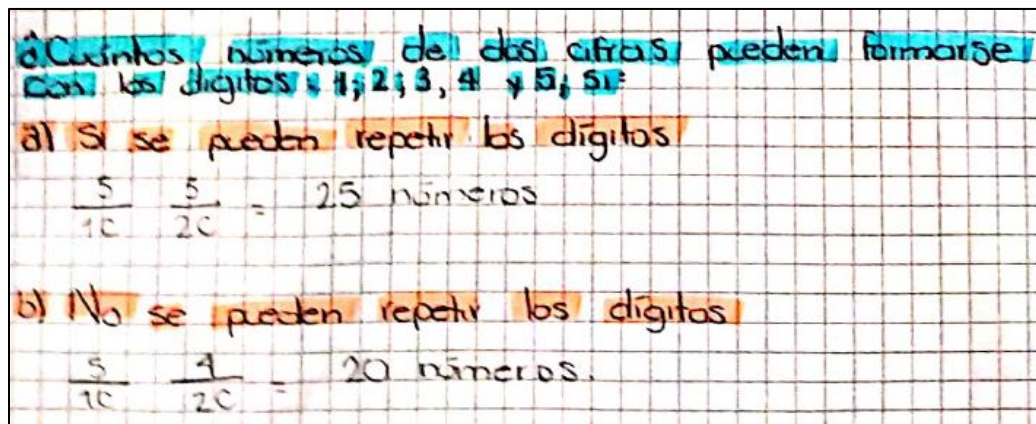 ¿Cuántos números de dos cifras pueden formarse
con los dígitos: 1; 2; 3, 4 y 5; si:
a) Si se pueden repetir los dígitos
5/1C 5/2C = 25 números
b) No se pueden repetir los dígitos
5/1C 4/2C = 20 números.